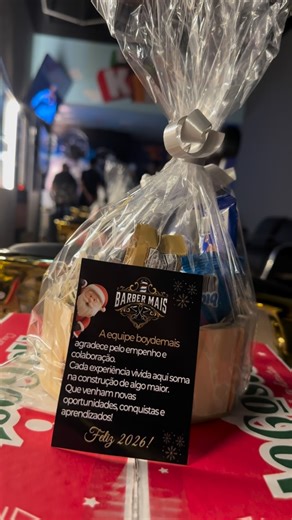 BARBER MAIS
A equipe boydemais
agradece pelo empenho e
colaboração.
Cada experiência vivida aqui soma
na construção de algo maior.
Que venham novas
oportunidades, conquistas e
aprendizados!
Feliz 2026!